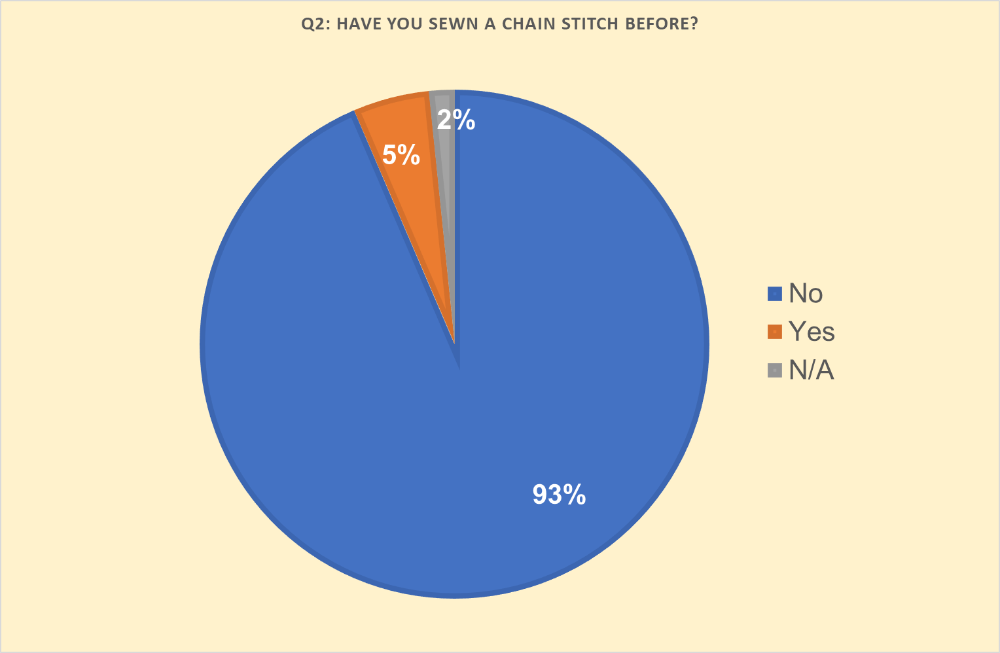 Q2: HAVE YOU SEWN A CHAIN STITCH BEFORE?
2%
5%
93%
No
Yes
N/A